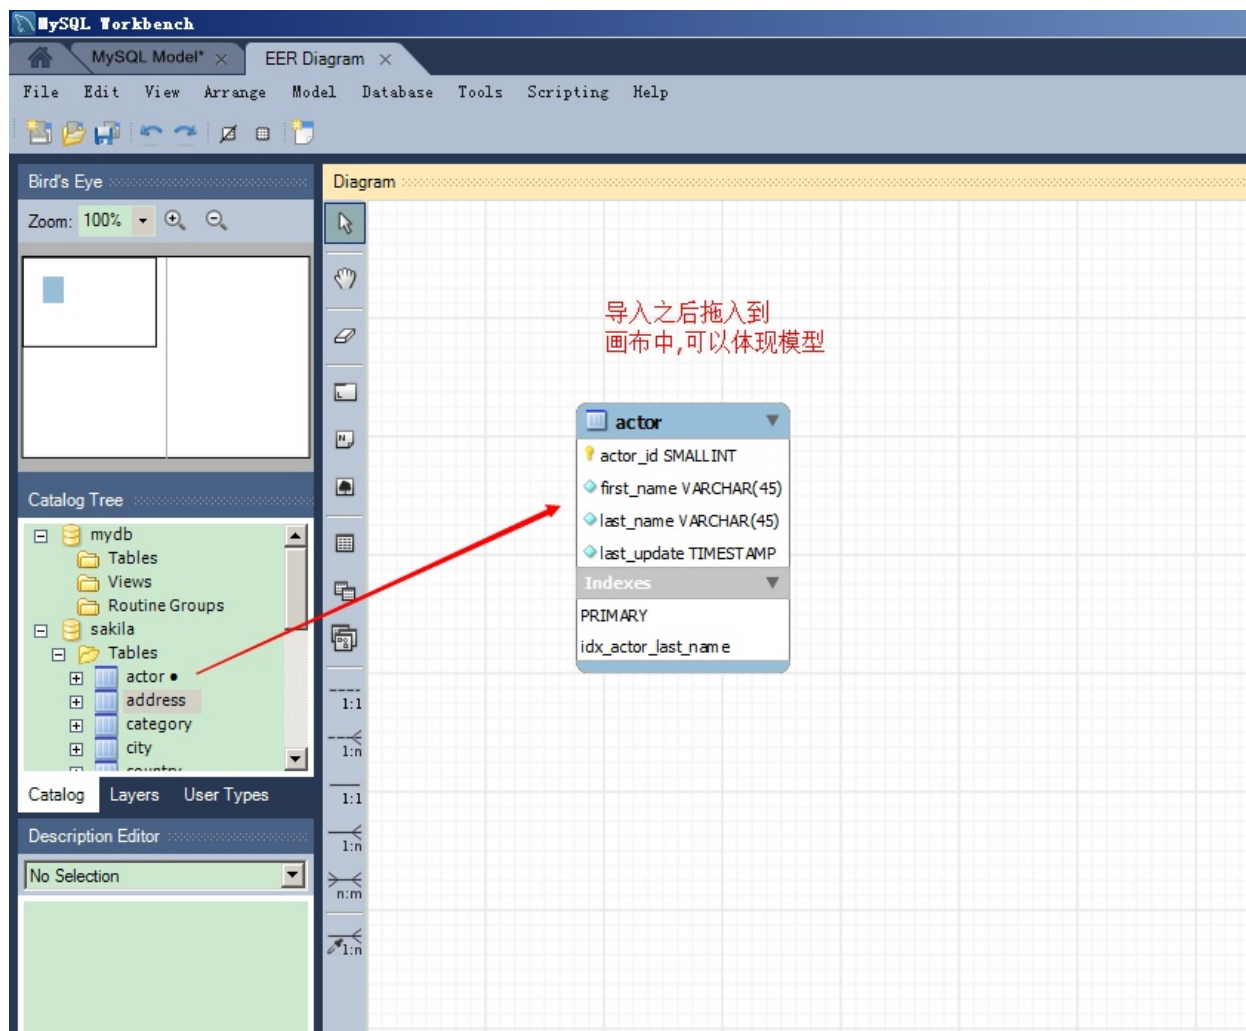 MySQL Workbench
MySQL Model*
EER Diagram
File Edit View Arrange Model Database Tools Scripting Help
Bird's Eye
Zoom: 100%
Diagram
导入之后拖入到
画布中,可以体现模型
actor
actor_id SMALLINT
first_name VARCHAR(45)
last_name VARCHAR(45)
last_update TIMESTAMP
Indexes
PRIMARY
idx_actor_last_name
Catalog Tree
mydb
Tables
Views
Routine Groups
sakila
Tables
actor ●
address
category
city
country
Catalog Layers User Types
Description Editor
No Selection
1:1
1:n
1:1
1:n
n:m
1:n